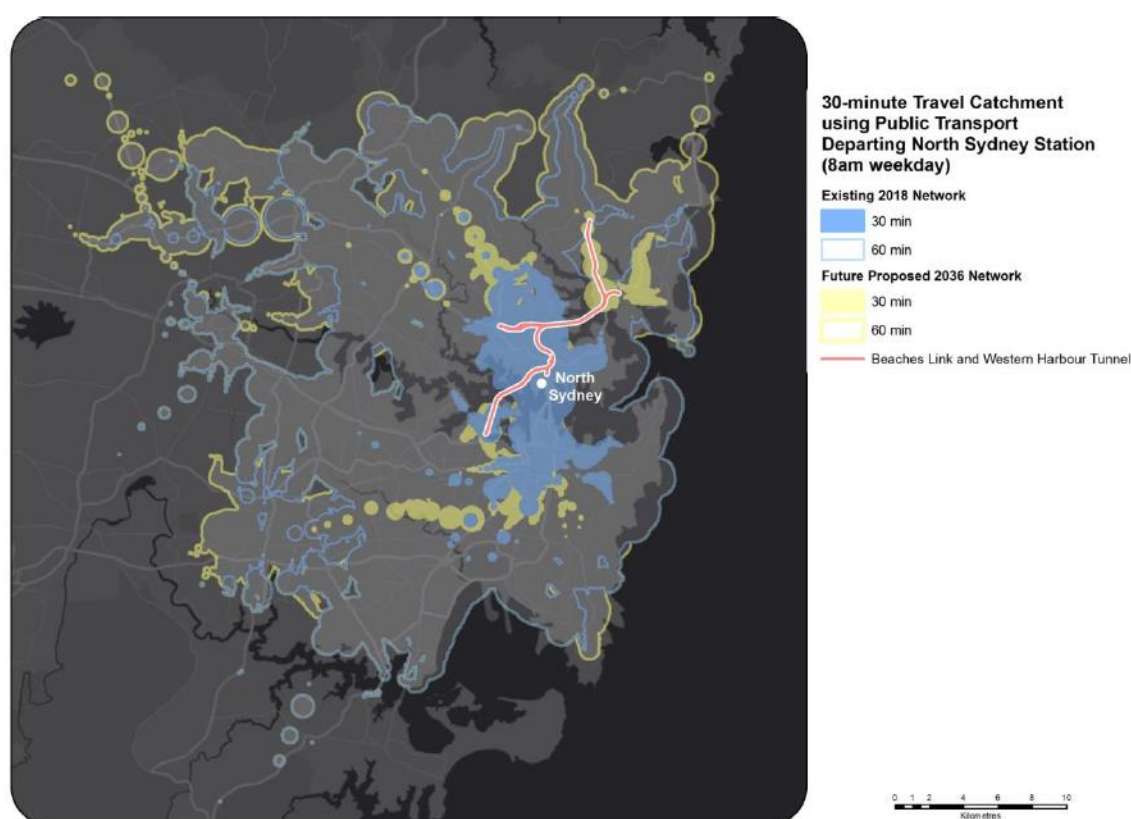 30-minute Travel Catchment
using Public Transport
Departing North Sydney Station
(8am weekday)
Existing 2018 Network
30 min
60 min
Future Proposed 2036 Network
30 min
60 min
Beaches Link and Western Harbour Tunnel
North
Sydney
0 1 2 4 6 8 10
Kilometres